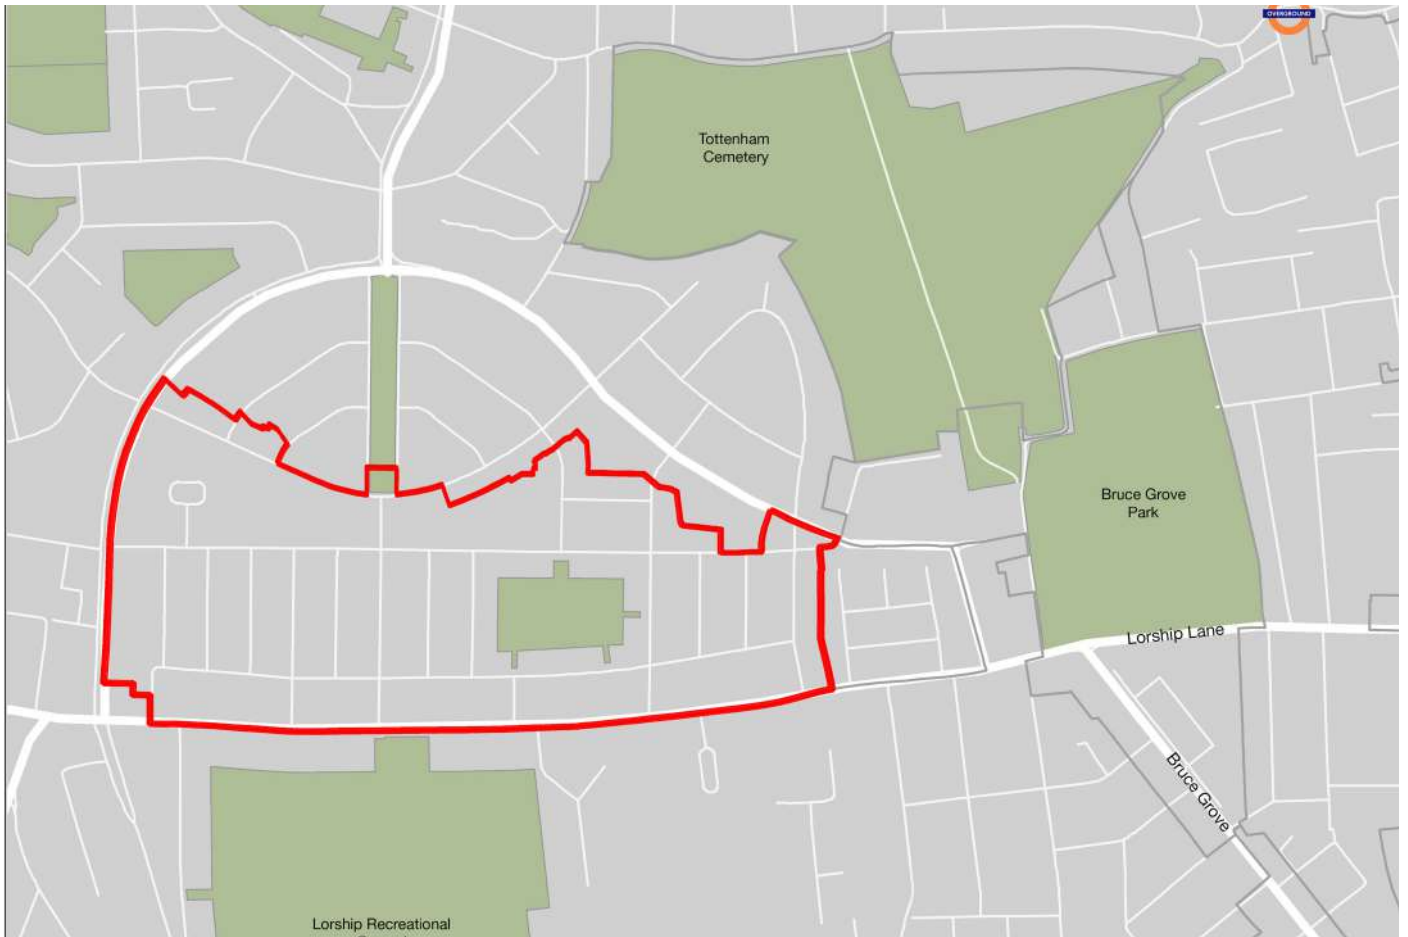 OVERGROUND
Tottenham
Cemetery
Bruce Grove
Park
Lorship Lane
Bruce Grove
Lorship Recreational